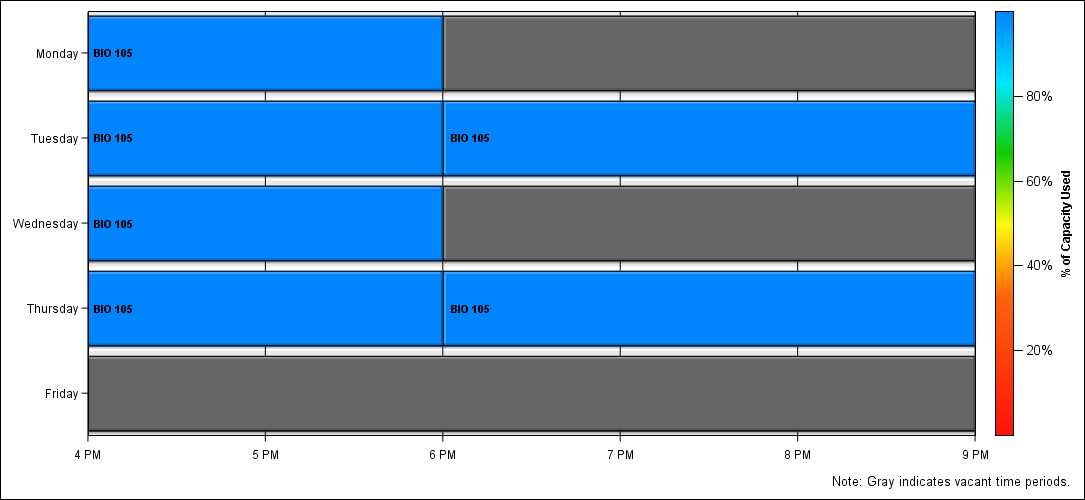 Monday
BIO 105
Tuesday
BIO 105
BIO 105
Wednesday
BIO 105
Thursday
BIO 105
BIO 105
Friday
4 PM
5 PM
6 PM
7 PM
8 PM
9 PM
80%
60%
40%
20%
% of Capacity Used
Note: Gray indicates vacant time periods.